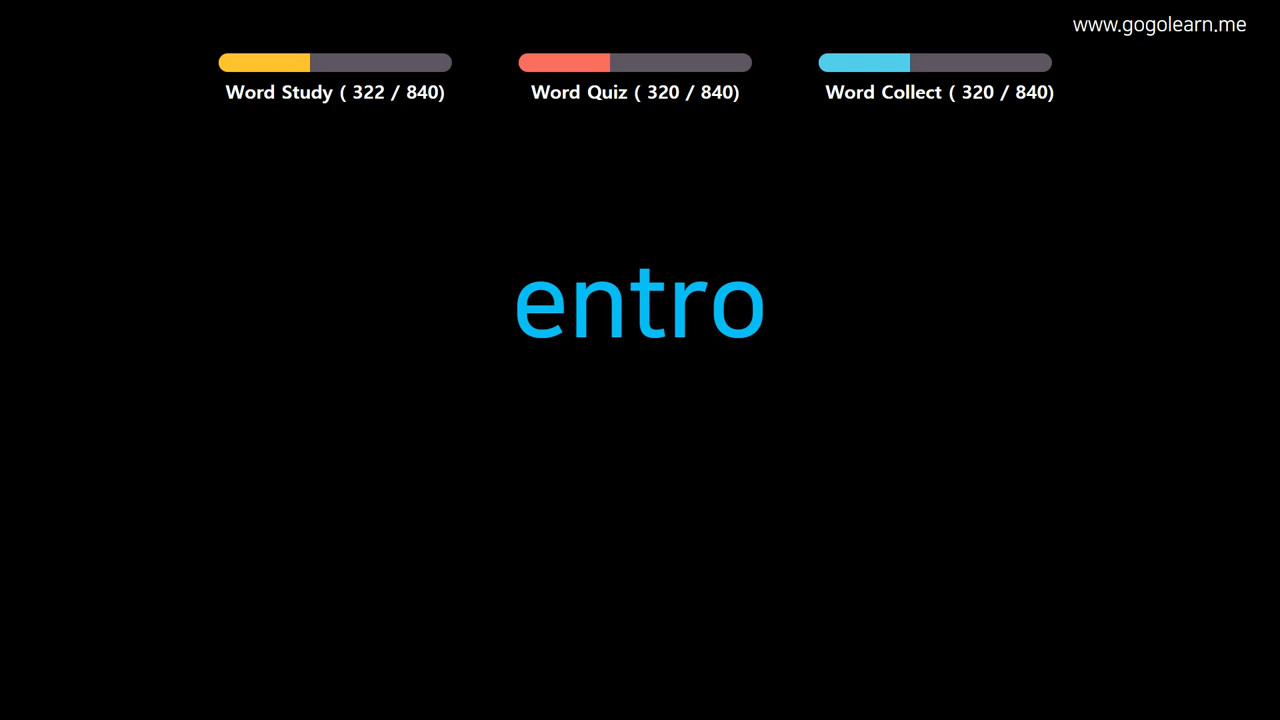 www.gogolearn.me
Word Study ( 322 / 840)
Word Quiz ( 320 / 840)
Word Collect ( 320 / 840)
entro